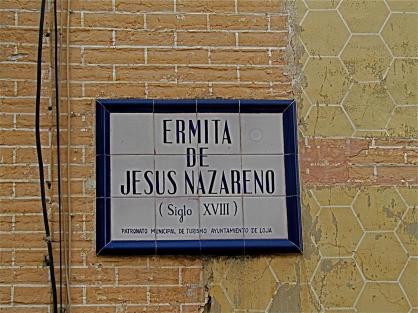 ERMITA
DE
JESUS NAZARENO
( Siglo XVIII )
PATRONATO MUNICIPAL DE TURISMO AYUNTAMIENTO DE LOJA